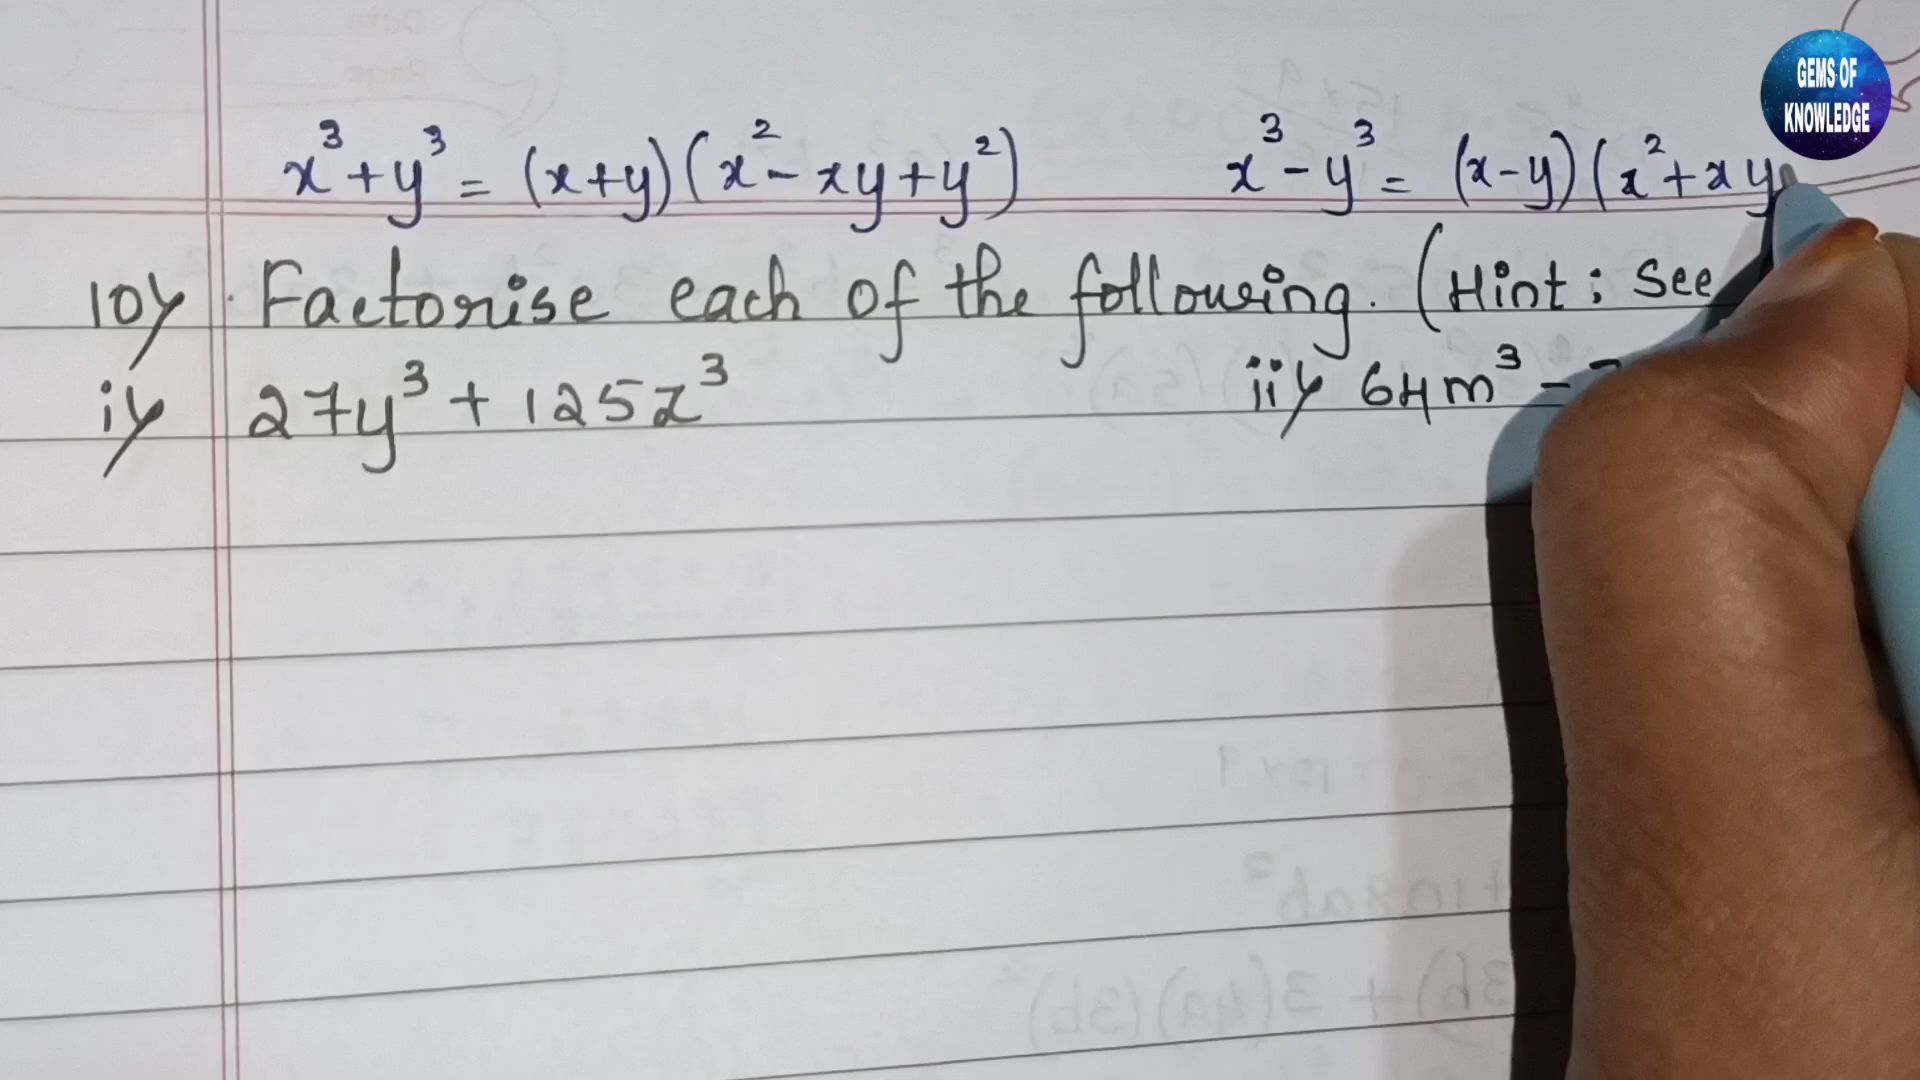 GEMS OF
KNOWLEDGE
x³+y³ = (x+y)(x²-xy+y²) x³-y³ = (x-y)(x²+xy
10) Factorise each of the following. (Hint : See
i) 27y³ + 125z³ ii) 64m³ -